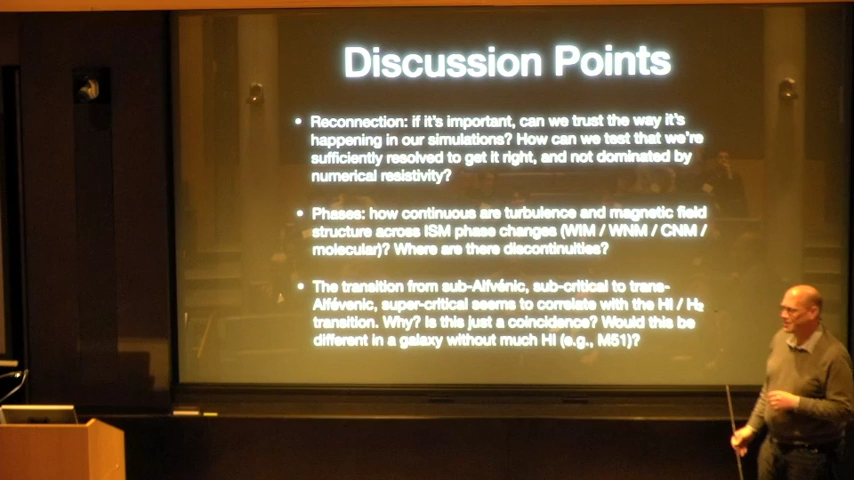 Discussion Points
• Reconnection: if it's important, can we trust the way it's
happening in our simulations? How can we test that we're
sufficiently resolved to get it right, and not dominated by
numerical resistivity?
• Phases: how continuous are turbulence and magnetic field
structure across ISM phase changes (WIM / WNM / CNM /
molecular)? Where are there discontinuities?
• The transition from sub-Alfvénic, sub-critical to trans-
Alfévenic, super-critical seems to correlate with the HI / H₂
transition. Why? Is this just a coincidence? Would this be
different in a galaxy without much HI (e.g., M51)?